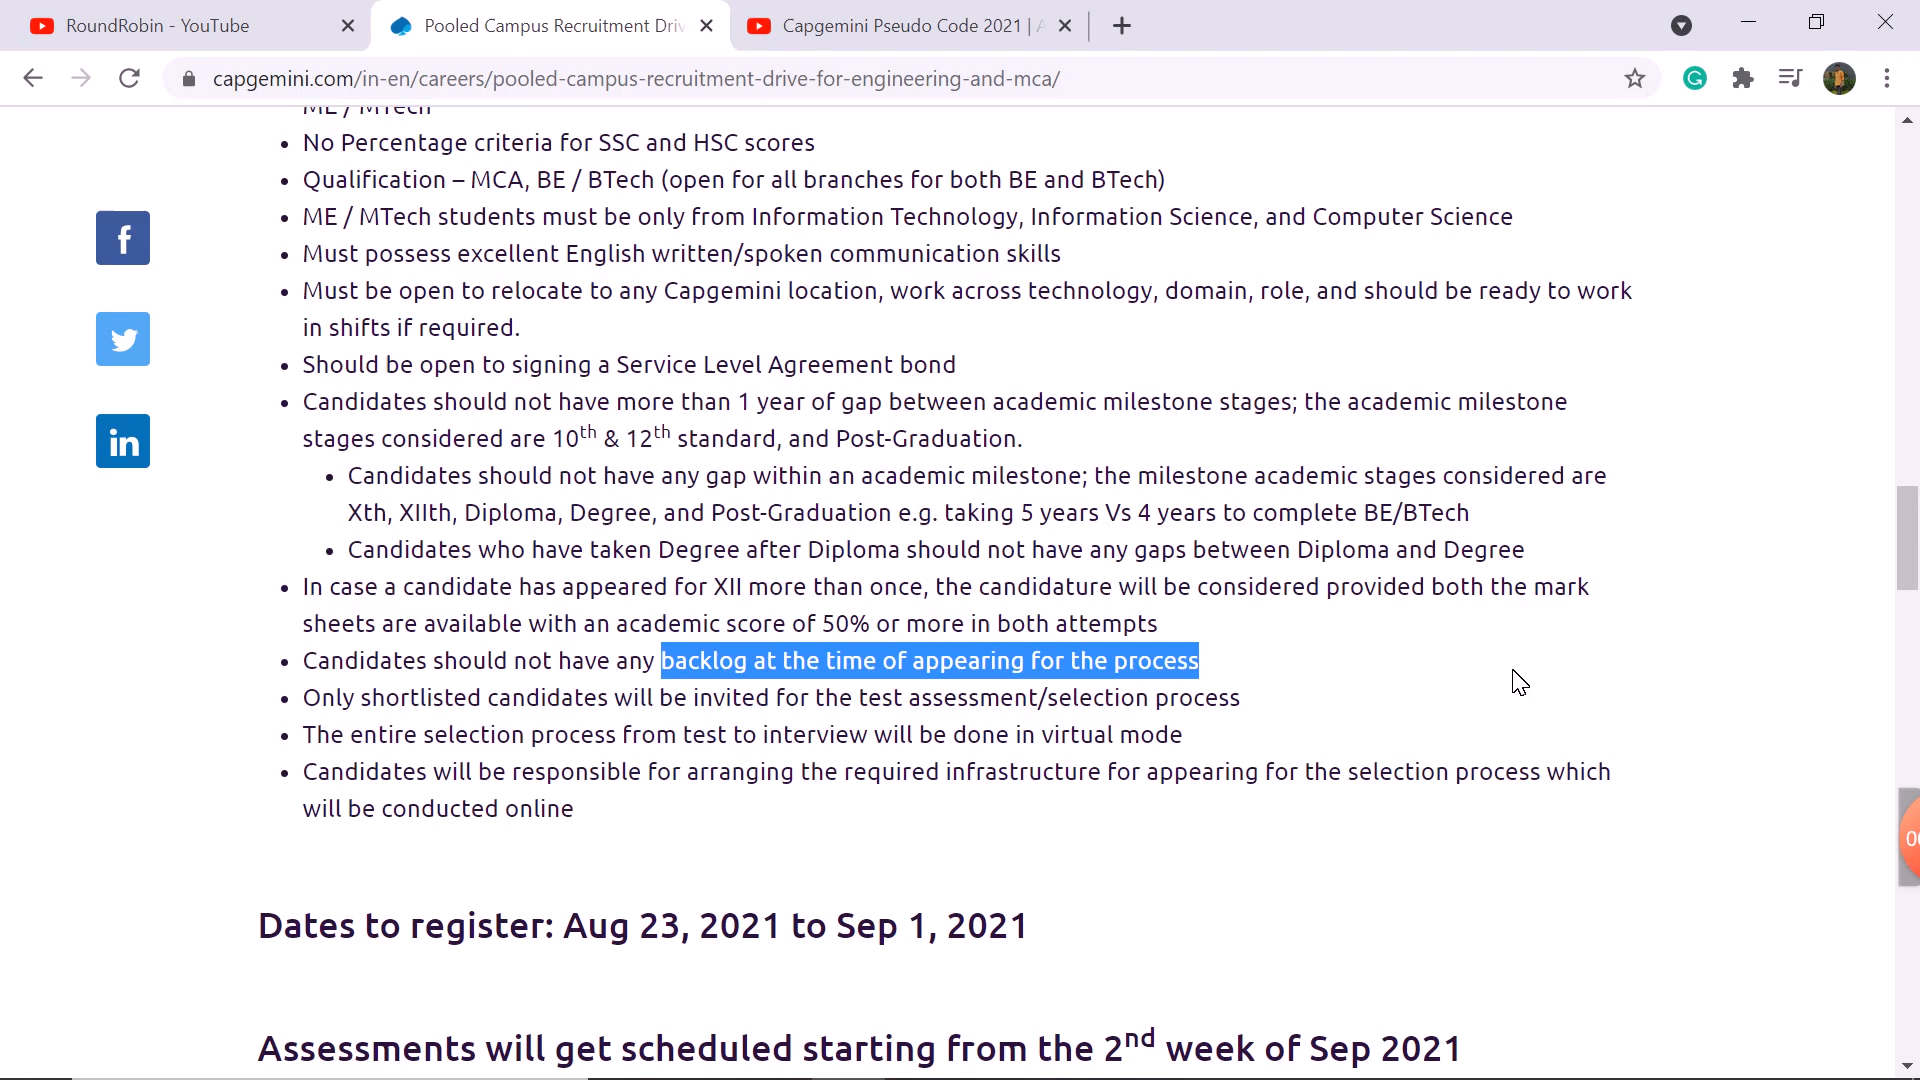 RoundRobin - YouTube
Pooled Campus Recruitment Driv
Capgemini Pseudo Code 2021 |
capgemini.com/in-en/careers/pooled-campus-recruitment-drive-for-engineering-and-mca/
ME / MTech
• No Percentage criteria for SSC and HSC scores
• Qualification – MCA, BE / BTech (open for all branches for both BE and BTech)
• ME / MTech students must be only from Information Technology, Information Science, and Computer Science
• Must possess excellent English written/spoken communication skills
• Must be open to relocate to any Capgemini location, work across technology, domain, role, and should be ready to work
in shifts if required.
• Should be open to signing a Service Level Agreement bond
• Candidates should not have more than 1 year of gap between academic milestone stages; the academic milestone
stages considered are 10th & 12th standard, and Post-Graduation.
• Candidates should not have any gap within an academic milestone; the milestone academic stages considered are
Xth, XIIth, Diploma, Degree, and Post-Graduation e.g. taking 5 years Vs 4 years to complete BE/BTech
• Candidates who have taken Degree after Diploma should not have any gaps between Diploma and Degree
• In case a candidate has appeared for XII more than once, the candidature will be considered provided both the mark
sheets are available with an academic score of 50% or more in both attempts
• Candidates should not have any backlog at the time of appearing for the process
• Only shortlisted candidates will be invited for the test assessment/selection process
• The entire selection process from test to interview will be done in virtual mode
• Candidates will be responsible for arranging the required infrastructure for appearing for the selection process which
will be conducted online
Dates to register: Aug 23, 2021 to Sep 1, 2021
Assessments will get scheduled starting from the 2nd week of Sep 2021